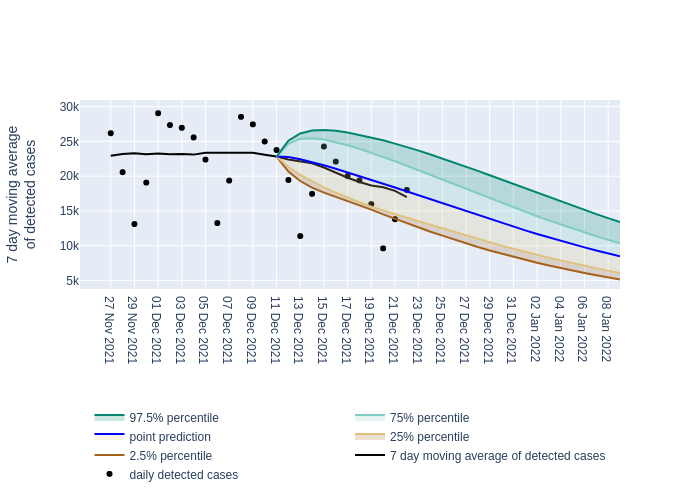 7 day moving average
of detected cases
30k
25k
20k
15k
10k
5k
27 Nov 2021
29 Nov 2021
01 Dec 2021
03 Dec 2021
05 Dec 2021
07 Dec 2021
09 Dec 2021
11 Dec 2021
13 Dec 2021
15 Dec 2021
17 Dec 2021
19 Dec 2021
21 Dec 2021
23 Dec 2021
25 Dec 2021
27 Dec 2021
29 Dec 2021
31 Dec 2021
02 Jan 2022
04 Jan 2022
06 Jan 2022
08 Jan 2022
97.5% percentile
75% percentile
point prediction
25% percentile
2.5% percentile
7 day moving average of detected cases
daily detected cases